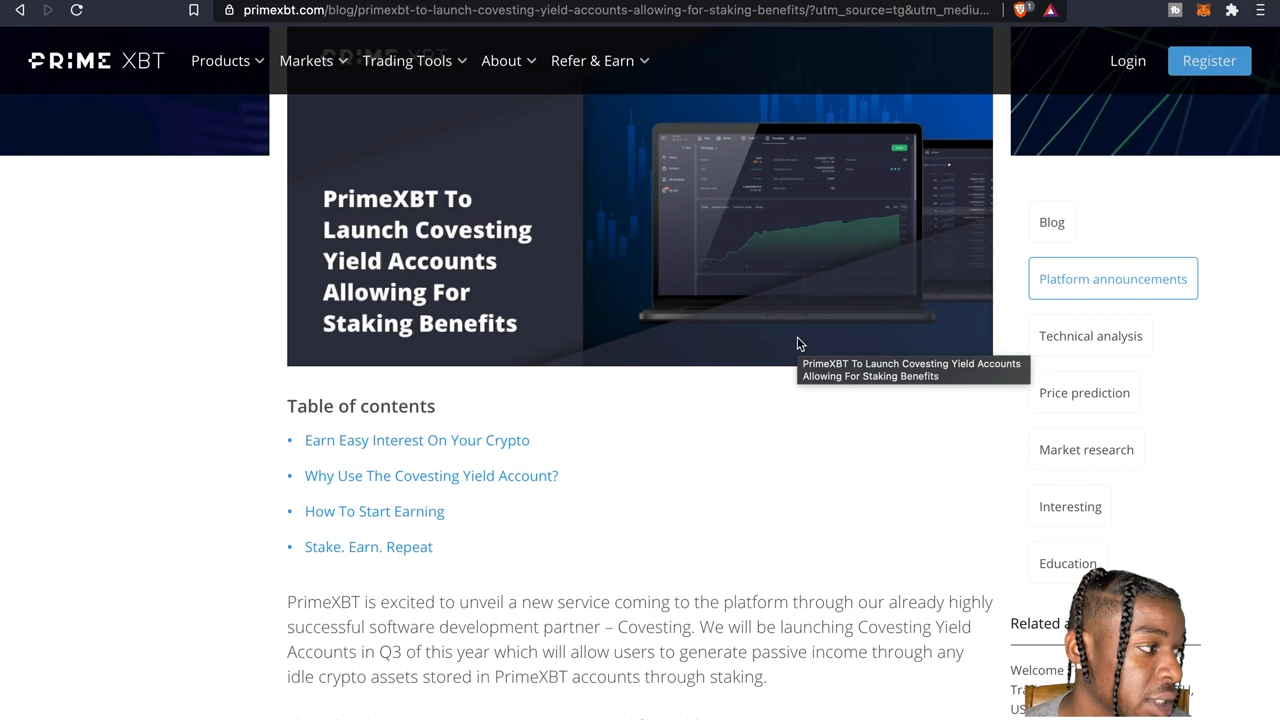 primexbt.com/blog/primexbt-to-launch-covesting-yield-accounts-allowing-for-staking-benefits/?utm_source=tg&utm_mediu...
1
PRIME XBT
Products
Markets
Trading Tools
About
Refer & Earn
Login
Register
PrimeXBT To
Launch Covesting
Yield Accounts
Allowing For
Staking Benefits
PrimeXBT To Launch Covesting Yield Accounts
Allowing For Staking Benefits
Table of contents
• Earn Easy Interest On Your Crypto
• Why Use The Covesting Yield Account?
• How To Start Earning
• Stake. Earn. Repeat
PrimeXBT is excited to unveil a new service coming to the platform through our already highly
successful software development partner – Covesting. We will be launching Covesting Yield
Accounts in Q3 of this year which will allow users to generate passive income through any
idle crypto assets stored in PrimeXBT accounts through staking.
Blog
Platform announcements
Technical analysis
Price prediction
Market research
Interesting
Education
Related
Welcome